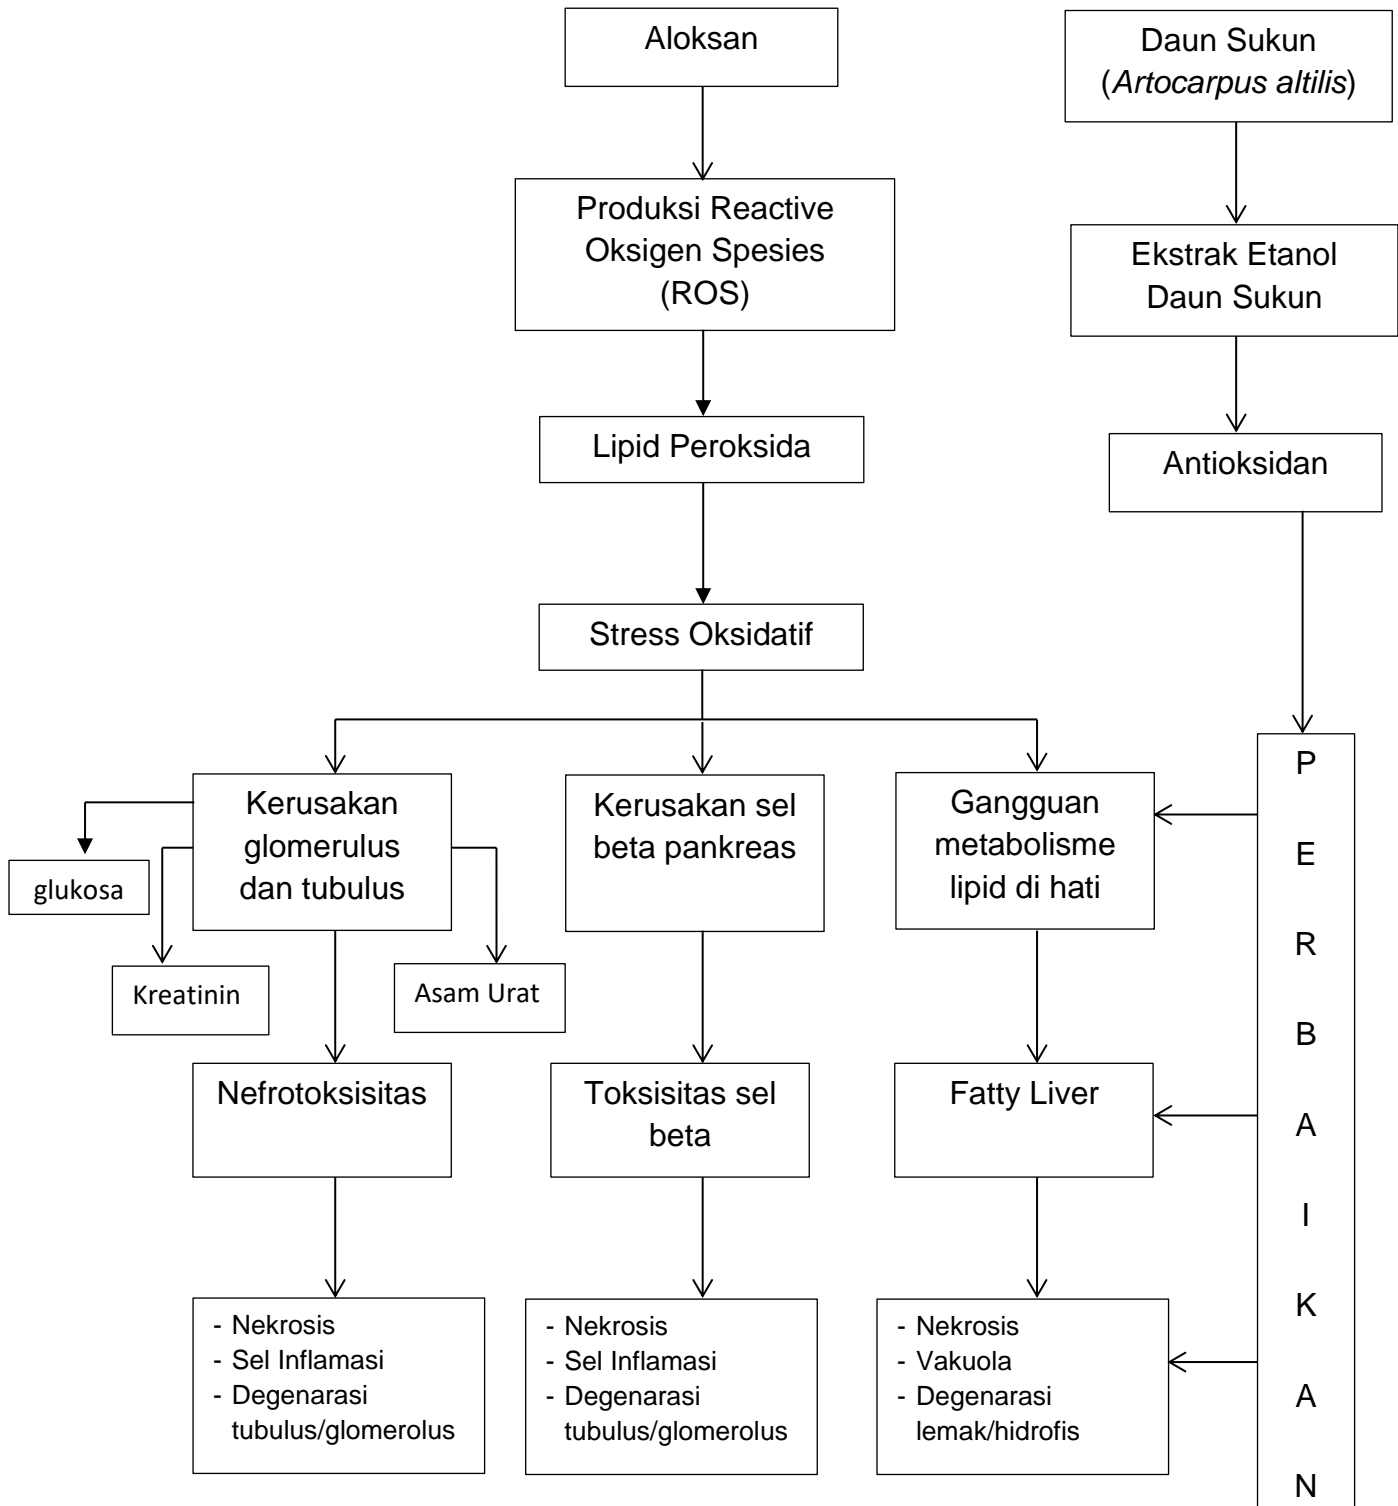 Aloksan
Daun Sukun
(Artocarpus altilis)
Produksi Reactive
Oksigen Spesies
(ROS)
Ekstrak Etanol
Daun Sukun
Lipid Peroksida
Antioksidan
Stress Oksidatif
Kerusakan
glomerulus
dan tubulus
Kerusakan sel
beta pankreas
Gangguan
metabolisme
lipid di hati
glukosa
Kreatinin
Asam Urat
Nefrotoksisitas
Toksisitas sel
beta
Fatty Liver
- Nekrosis
- Sel Inflamasi
- Degenarasi
tubulus/glomerolus
- Nekrosis
- Sel Inflamasi
- Degenarasi
tubulus/glomerolus
- Nekrosis
- Vakuola
- Degenarasi
lemak/hidrofis
P
E
R
B
A
I
K
A
N